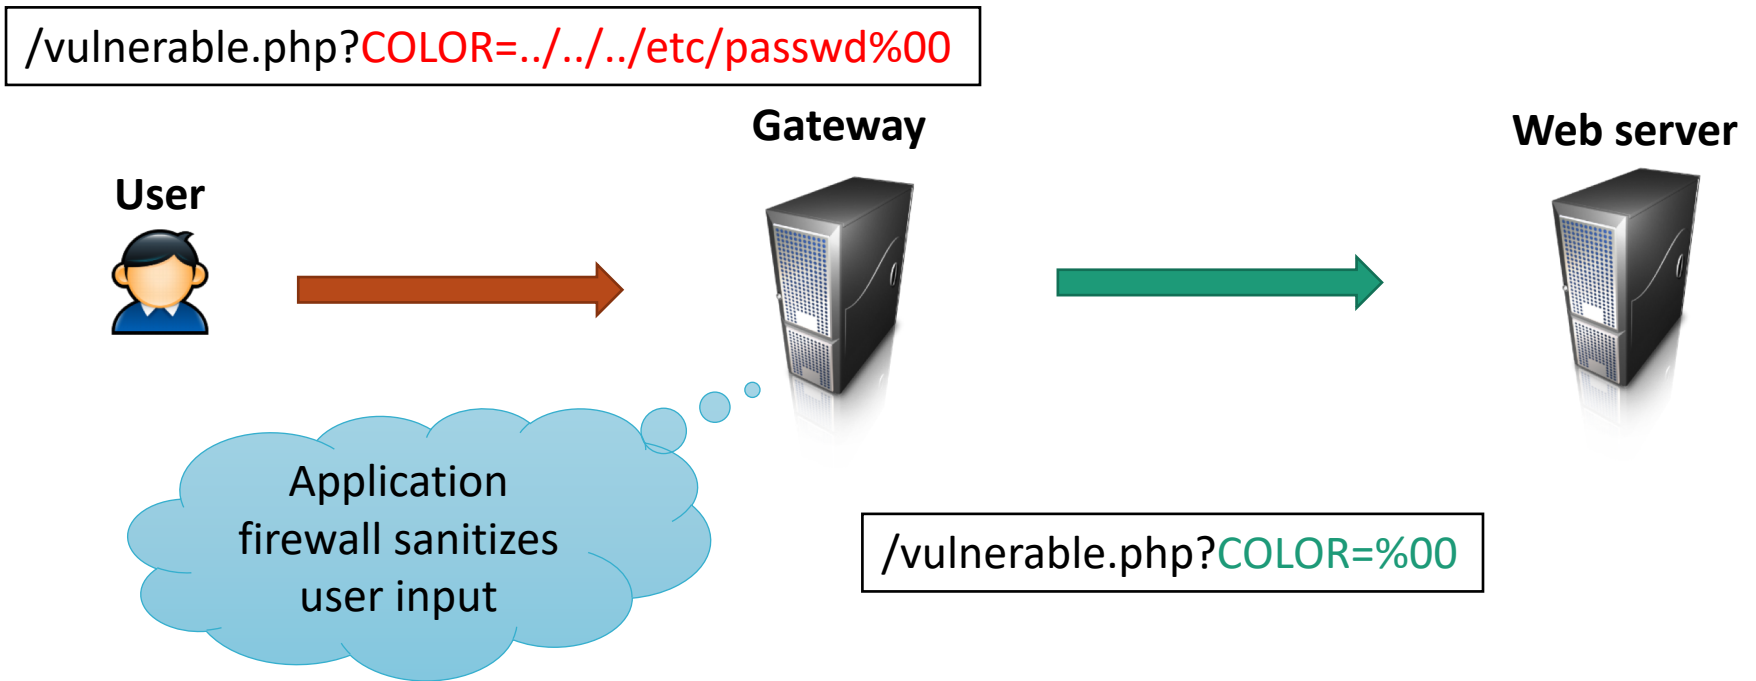 /vulnerable.php?COLOR=../../../etc/passwd%00
Gateway
Web server
User
Application
firewall sanitizes
user input
/vulnerable.php?COLOR=%00